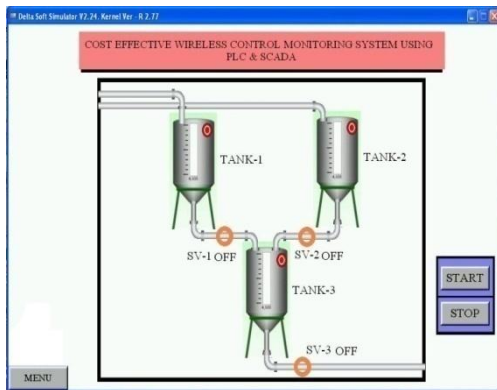 Delta Soft Simulator V2.24. Kernel Ver - R 2.77
COST EFFECTIVE WIRELESS CONTROL MONITORING SYSTEM USING
PLC & SCADA
TANK-1
TANK-2
SV-1 OFF
SV-2 OFF
TANK-3
START
STOP
SV-3 OFF
MENU